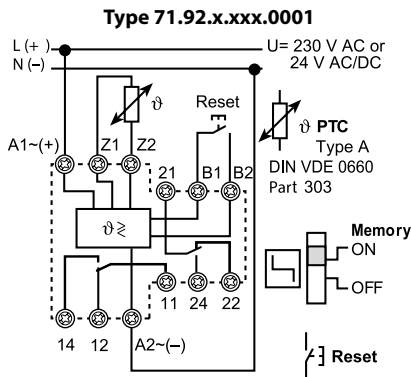 Type 71.92.x.xxx.0001
L (+)
U= 230 V AC or
N (–)
24 V AC/DC
ϑ
Reset
ϑ PTC
Type A
DIN VDE 0660
Part 303
A1~(+)
Z1
Z2
21
B1
B2
ϑ≷
Memory
ON
OFF
11
24
22
14
12
A2~(–)
Reset